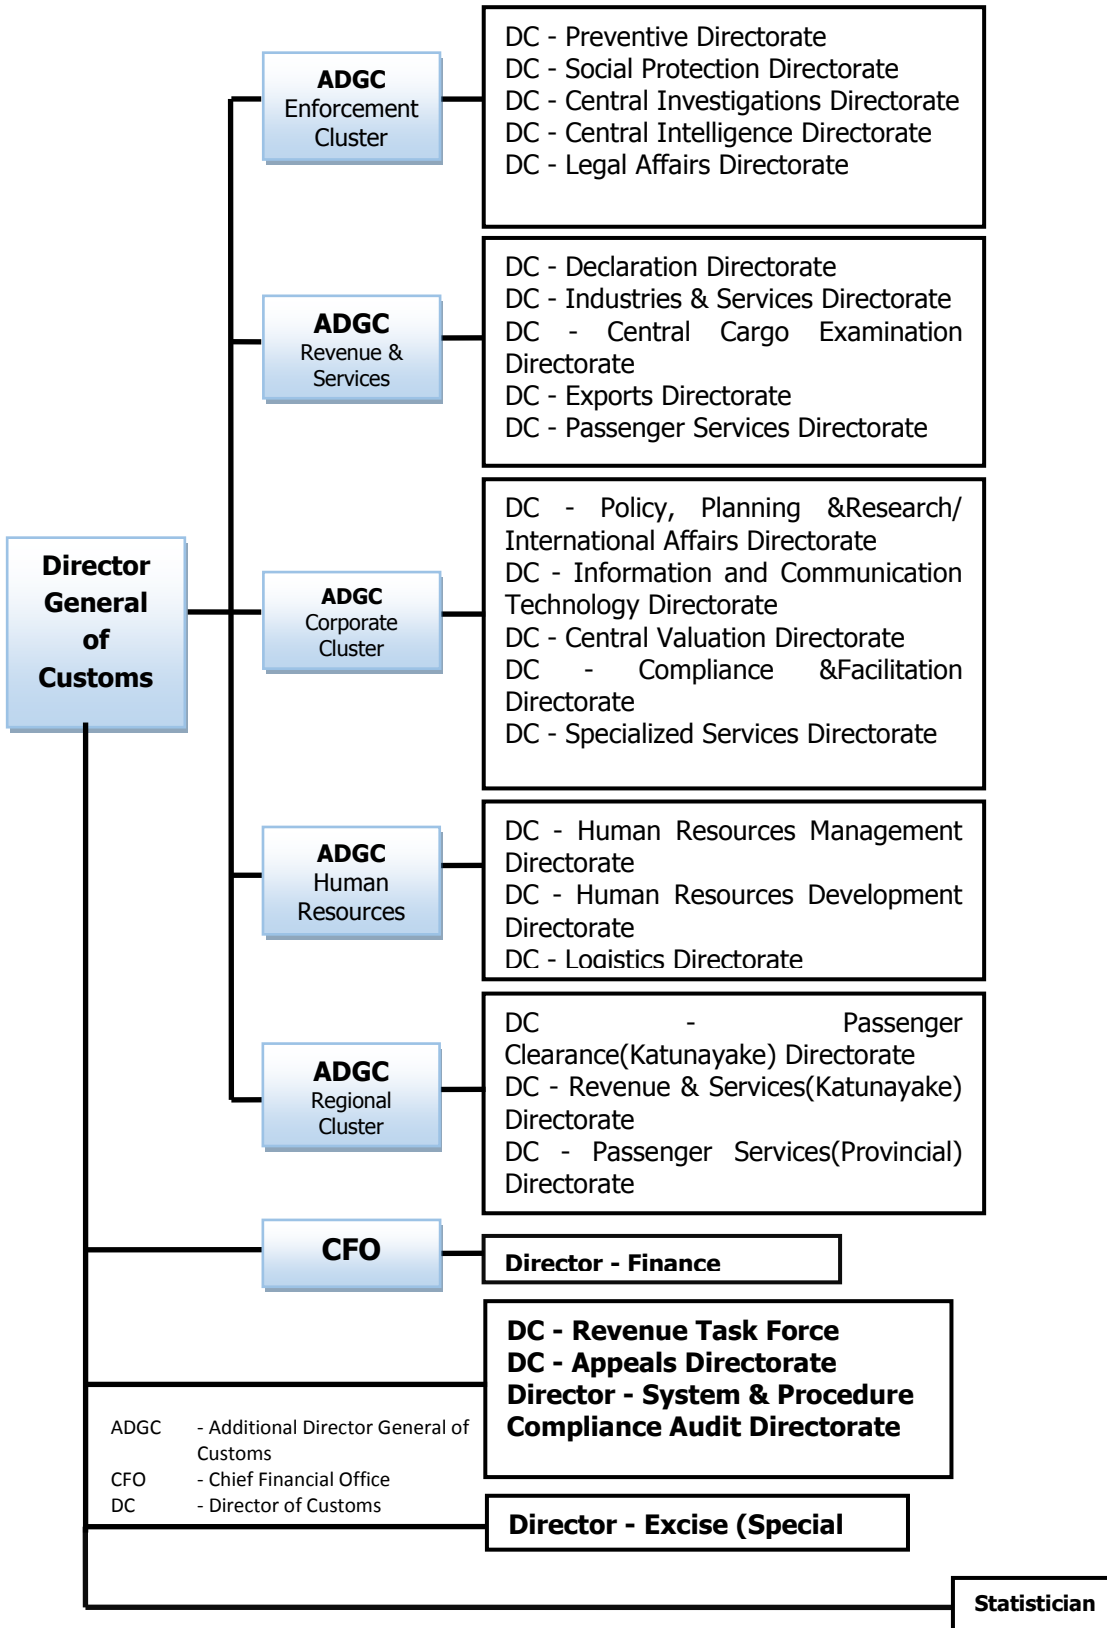 Director
General
of
Customs
ADGC
Enforcement
Cluster
DC - Preventive Directorate
DC - Social Protection Directorate
DC - Central Investigations Directorate
DC - Central Intelligence Directorate
DC - Legal Affairs Directorate
ADGC
Revenue &
Services
DC - Declaration Directorate
DC - Industries & Services Directorate
DC - Central Cargo Examination
Directorate
DC - Exports Directorate
DC - Passenger Services Directorate
ADGC
Corporate
Cluster
DC - Policy, Planning &Research/
International Affairs Directorate
DC - Information and Communication
Technology Directorate
DC - Central Valuation Directorate
DC - Compliance &Facilitation
Directorate
DC - Specialized Services Directorate
ADGC
Human
Resources
DC - Human Resources Management
Directorate
DC - Human Resources Development
Directorate
DC - Logistics Directorate
ADGC
Regional
Cluster
DC - Passenger
Clearance(Katunayake) Directorate
DC - Revenue & Services(Katunayake)
Directorate
DC - Passenger Services(Provincial)
Directorate
CFO
Director - Finance
DC - Revenue Task Force
DC - Appeals Directorate
Director - System & Procedure
Compliance Audit Directorate
ADGC - Additional Director General of
Customs
CFO - Chief Financial Office
DC - Director of Customs
Director - Excise (Special
Statistician